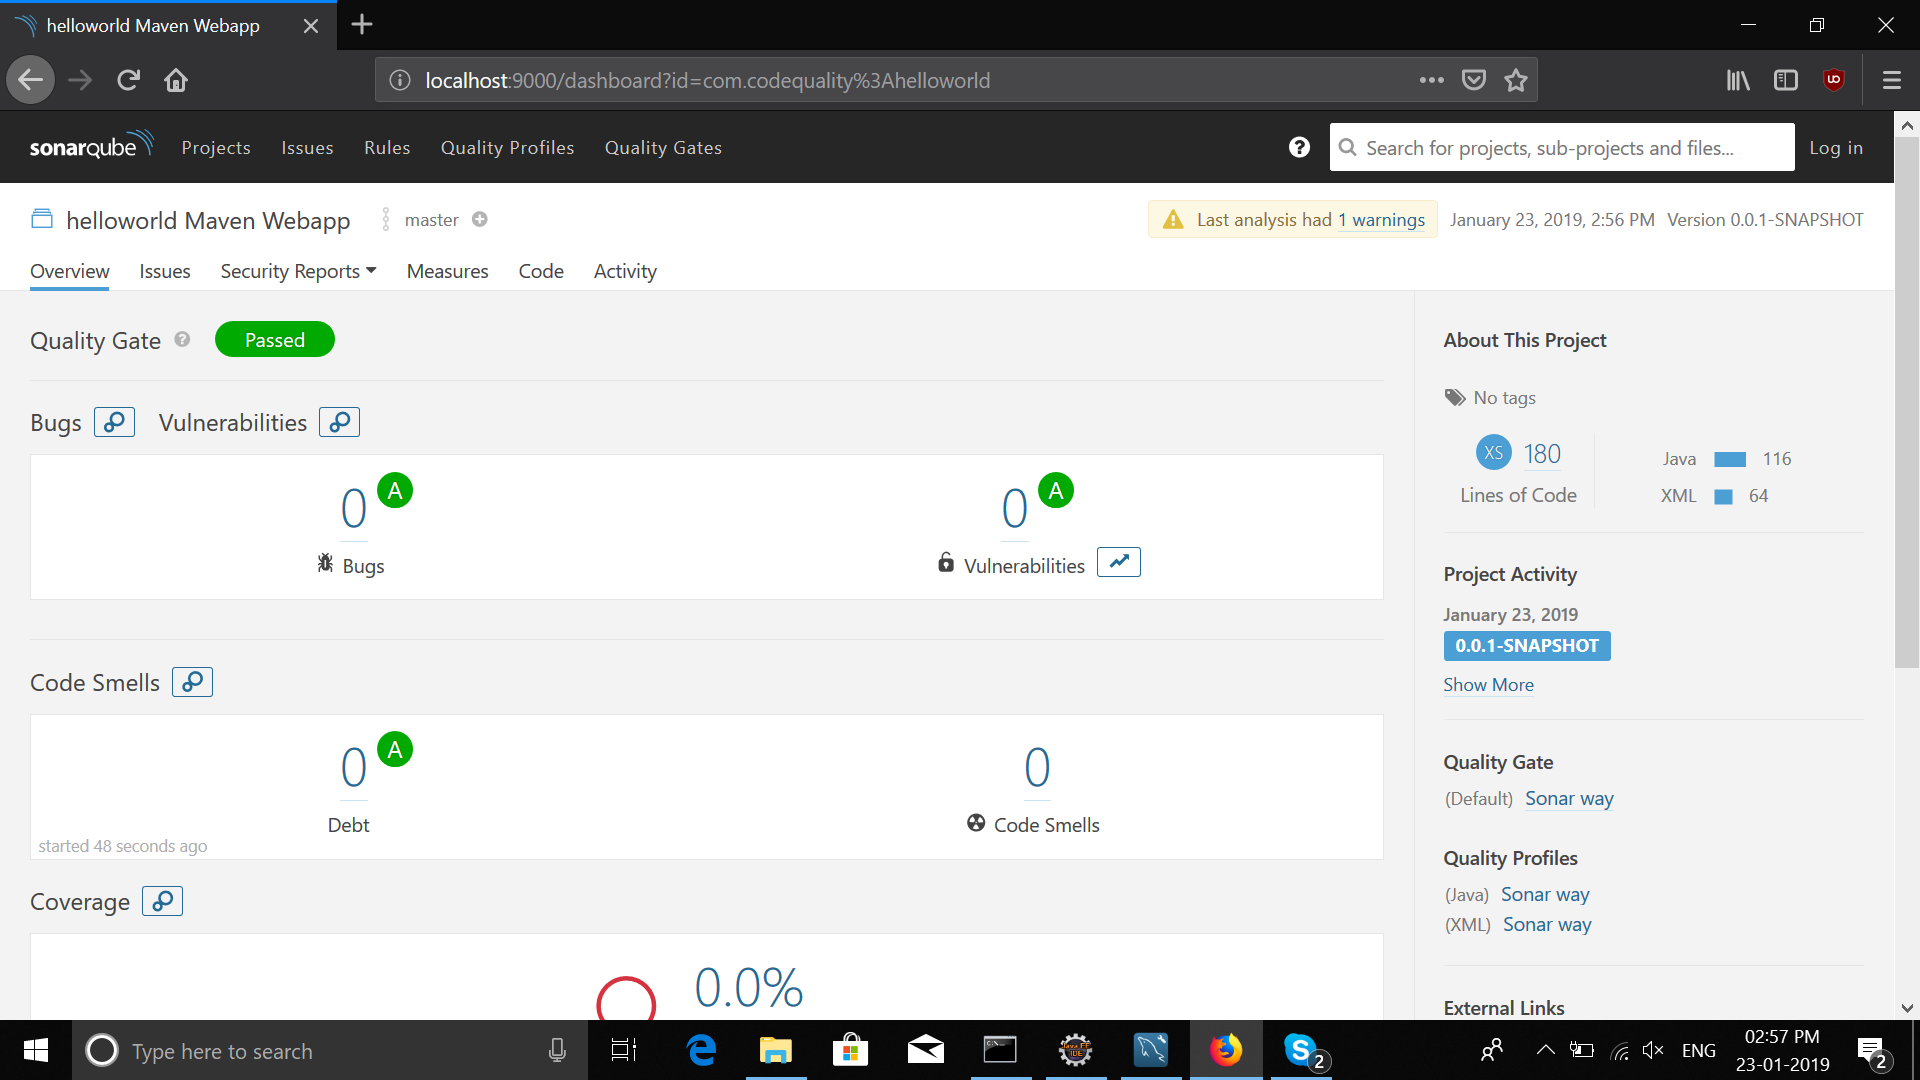 helloworld Maven Webapp
localhost:9000/dashboard?id=com.codequality%3Ahelloworld
sonarqube Projects Issues Rules Quality Profiles Quality Gates Search for projects, sub-projects and files... Log in
helloworld Maven Webapp master Last analysis had 1 warnings January 23, 2019, 2:56 PM Version 0.0.1-SNAPSHOT
Overview Issues Security Reports Measures Code Activity
Quality Gate Passed
Bugs Vulnerabilities
0 A 0 A
Bugs Vulnerabilities
Code Smells
0 A 0
Debt Code Smells
started 48 seconds ago
Coverage
0.0%
About This Project
No tags
XS 180
Lines of Code
Java 116
XML 64
Project Activity
January 23, 2019
0.0.1-SNAPSHOT
Show More
Quality Gate
(Default) Sonar way
Quality Profiles
(Java) Sonar way
(XML) Sonar way
External Links
Type here to search
Java EE
IDE
2
ENG
02:57 PM
23-01-2019
2